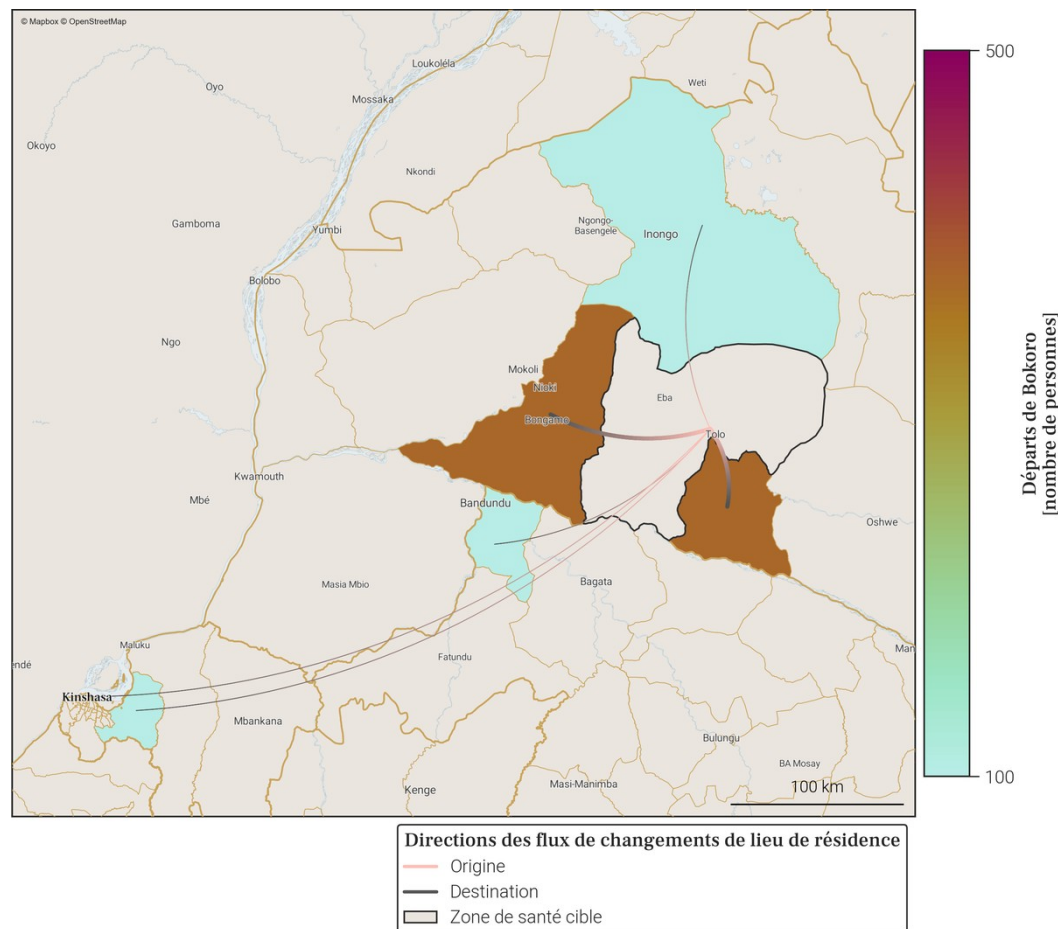 © Mapbox © OpenStreetMap
Loukoléla
Oyo
Mossaka
Weti
Okoyo
Nkondi
Gamboma
Yumbi
Ngongo-
Basengele
Inongo
Bolobo
Ngo
Mokoli
Nioki
Eba
Bongamo
Tolo
Kwamouth
Mbé
Bandundu
Oshwe
Masia Mbio
Bagata
Maluku
Fatundu
Kinshasa
Mbankana
Bulungu
BA Mosay
Kenge
Masi-Manimba
100 km
500
100
Départs de Bokoro
[nombre de personnes]
Directions des flux de changements de lieu de résidence
Origine
Destination
Zone de santé cible